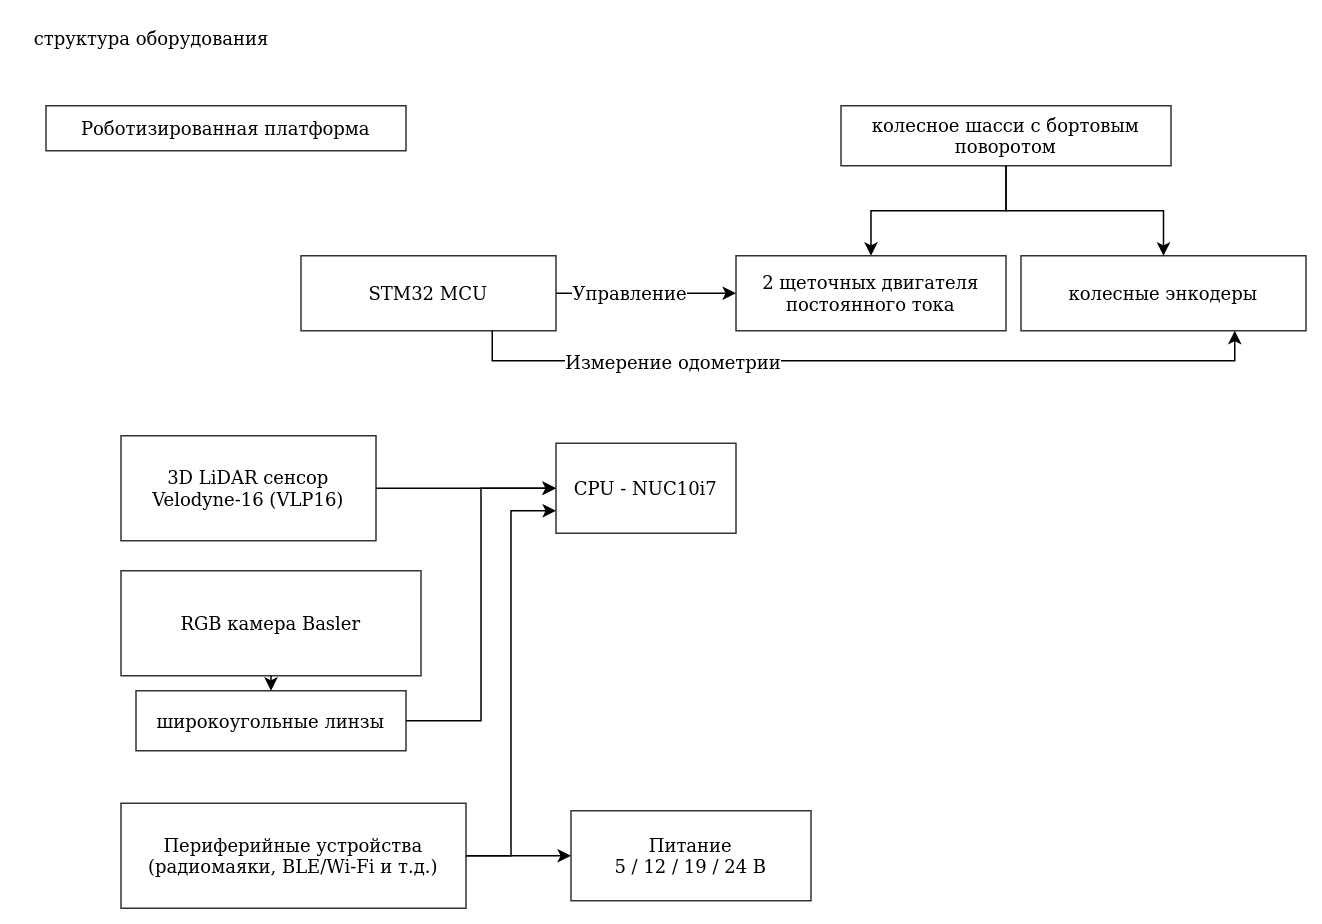 структура оборудования
Роботизированная платформа
колесное шасси с бортовым
поворотом
STM32 MCU
Управление
2 щеточных двигателя
постоянного тока
колесные энкодеры
Измерение одометрии
3D LiDAR сенсор
Velodyne-16 (VLP16)
CPU - NUC10i7
RGB камера Basler
широкоугольные линзы
Периферийные устройства
(радиомаяки, BLE/Wi-Fi и т.д.)
Питание
5 / 12 / 19 / 24 В